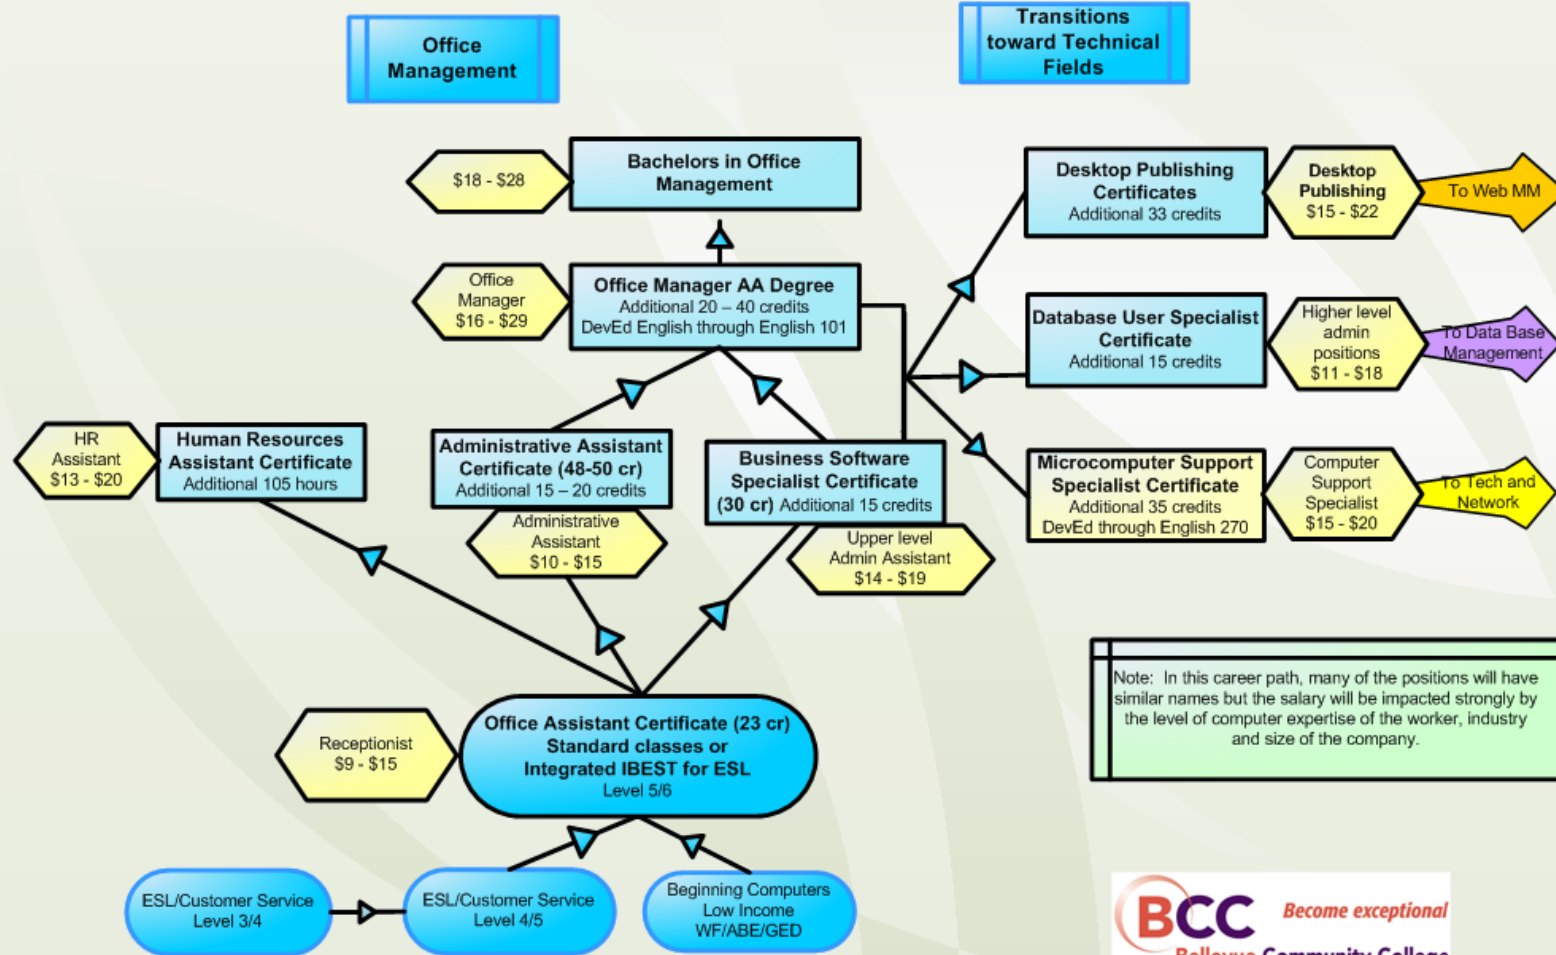 Office
Management
Transitions
toward Technical
Fields
$18 - $28
Bachelors in Office
Management
Desktop Publishing
Certificates
Additional 33 credits
Desktop
Publishing
$15 - $22
To Web MM
Office
Manager
$16 - $29
Office Manager AA Degree
Additional 20 – 40 credits
DevEd English through English 101
Database User Specialist
Certificate
Additional 15 credits
Higher level
admin
positions
$11 - $18
To Data Base
Management
HR
Assistant
$13 - $20
Human Resources
Assistant Certificate
Additional 105 hours
Administrative Assistant
Certificate (48-50 cr)
Additional 15 – 20 credits
Administrative
Assistant
$10 - $15
Business Software
Specialist Certificate
(30 cr) Additional 15 credits
Upper level
Admin Assistant
$14 - $19
Microcomputer Support
Specialist Certificate
Additional 35 credits
DevEd through English 270
Computer
Support
Specialist
$15 - $20
To Tech and
Network
Note: In this career path, many of the positions will have
similar names but the salary will be impacted strongly by
the level of computer expertise of the worker, industry
and size of the company.
Receptionist
$9 - $15
Office Assistant Certificate (23 cr)
Standard classes or
Integrated IBEST for ESL
Level 5/6
ESL/Customer Service
Level 3/4
ESL/Customer Service
Level 4/5
Beginning Computers
Low Income
WF/ABE/GED
BCC
Become exceptional
Bellevue Community College